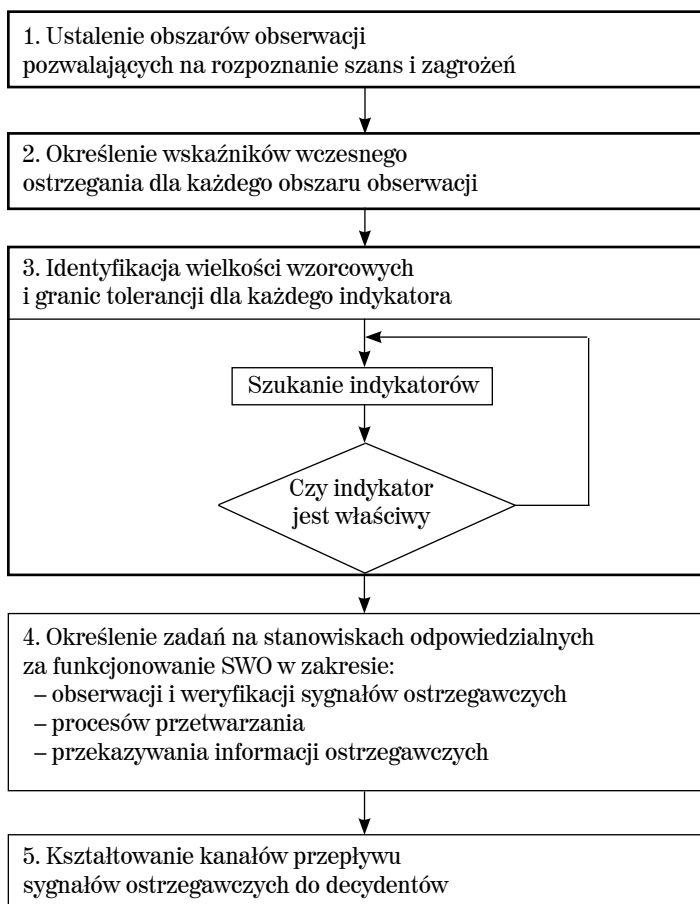 1. Ustalenie obszarów obserwacji
pozwalających na rozpoznanie szans i zagrożeń
2. Określenie wskaźników wczesnego
ostrzegania dla każdego obszaru obserwacji
3. Identyfikacja wielkości wzorcowych
i granic tolerancji dla każdego indykatora
Szukanie indykatorów
Czy indykator
jest właściwy
4. Określenie zadań na stanowiskach odpowiedzialnych
za funkcjonowanie SWO w zakresie:
– obserwacji i weryfikacji sygnałów ostrzegawczych
– procesów przetwarzania
– przekazywania informacji ostrzegawczych
5. Kształtowanie kanałów przepływu
sygnałów ostrzegawczych do decydentów